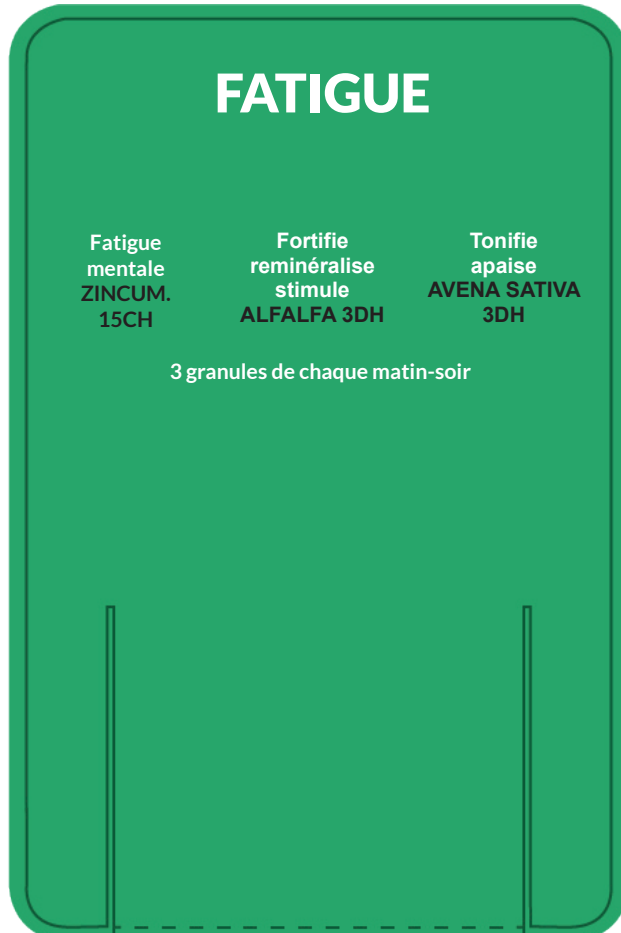 FATIGUE
Fatigue
mentale
ZINCUM.
15CH
Fortifie
reminéralise
stimule
ALFALFA 3DH
Tonifie
apaise
AVENA SATIVA
3DH
3 granules de chaque matin-soir